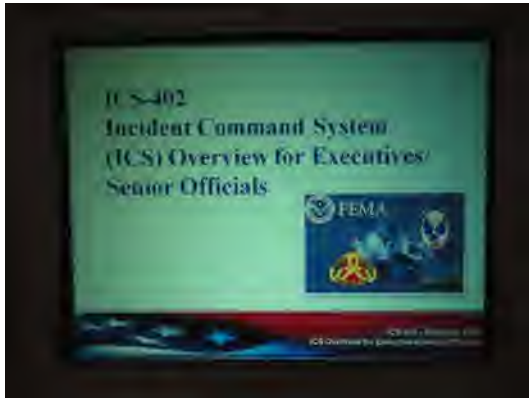 ICS-402
Incident Command System
(ICS) Overview for Executives/
Senior Officials
FEMA